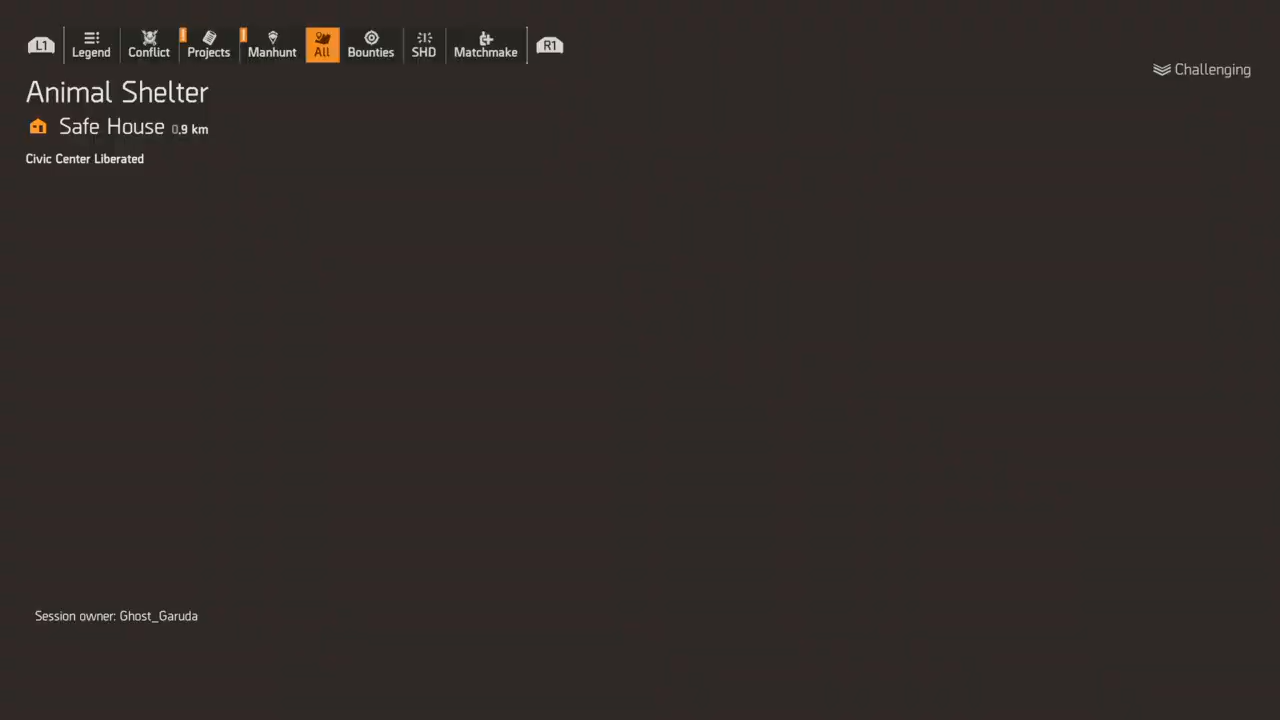 L1 Legend Conflict Projects Manhunt All Bounties SHD Matchmake R1
Challenging
Animal Shelter
Safe House 0.9 km
Civic Center Liberated
Session owner: Ghost_Garuda